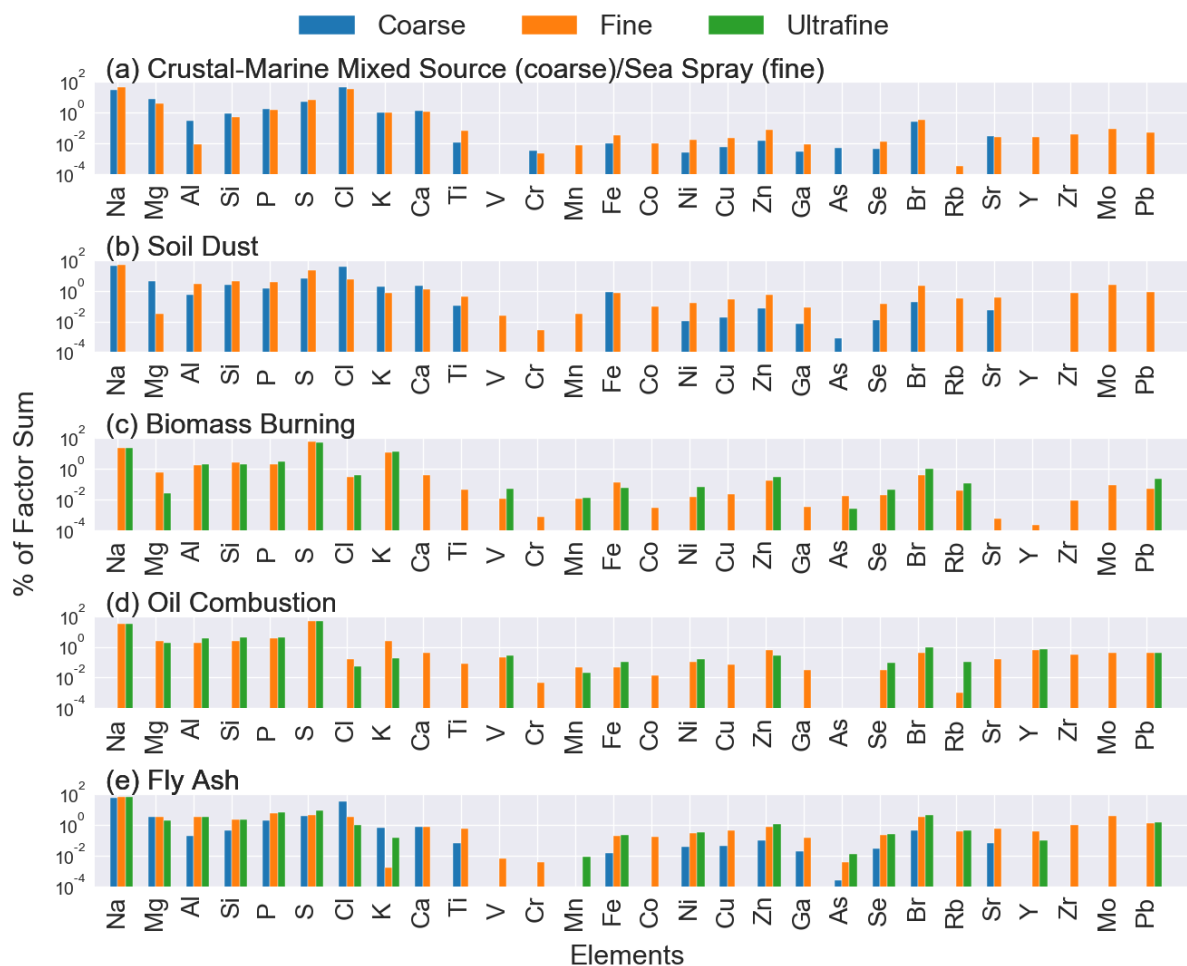 Coarse Fine Ultrafine
(a) Crustal-Marine Mixed Source (coarse)/Sea Spray (fine)
10^2
10^0
10^-2
10^-4
Na Mg Al Si P S Cl K Ca Ti V Cr Mn Fe Co Ni Cu Zn Ga As Se Br Rb Sr Y Zr Mo Pb
(b) Soil Dust
10^2
10^0
10^-2
10^-4
Na Mg Al Si P S Cl K Ca Ti V Cr Mn Fe Co Ni Cu Zn Ga As Se Br Rb Sr Y Zr Mo Pb
% of Factor Sum
(c) Biomass Burning
10^2
10^0
10^-2
10^-4
Na Mg Al Si P S Cl K Ca Ti V Cr Mn Fe Co Ni Cu Zn Ga As Se Br Rb Sr Y Zr Mo Pb
(d) Oil Combustion
10^2
10^0
10^-2
10^-4
Na Mg Al Si P S Cl K Ca Ti V Cr Mn Fe Co Ni Cu Zn Ga As Se Br Rb Sr Y Zr Mo Pb
(e) Fly Ash
10^2
10^0
10^-2
10^-4
Na Mg Al Si P S Cl K Ca Ti V Cr Mn Fe Co Ni Cu Zn Ga As Se Br Rb Sr Y Zr Mo Pb
Elements